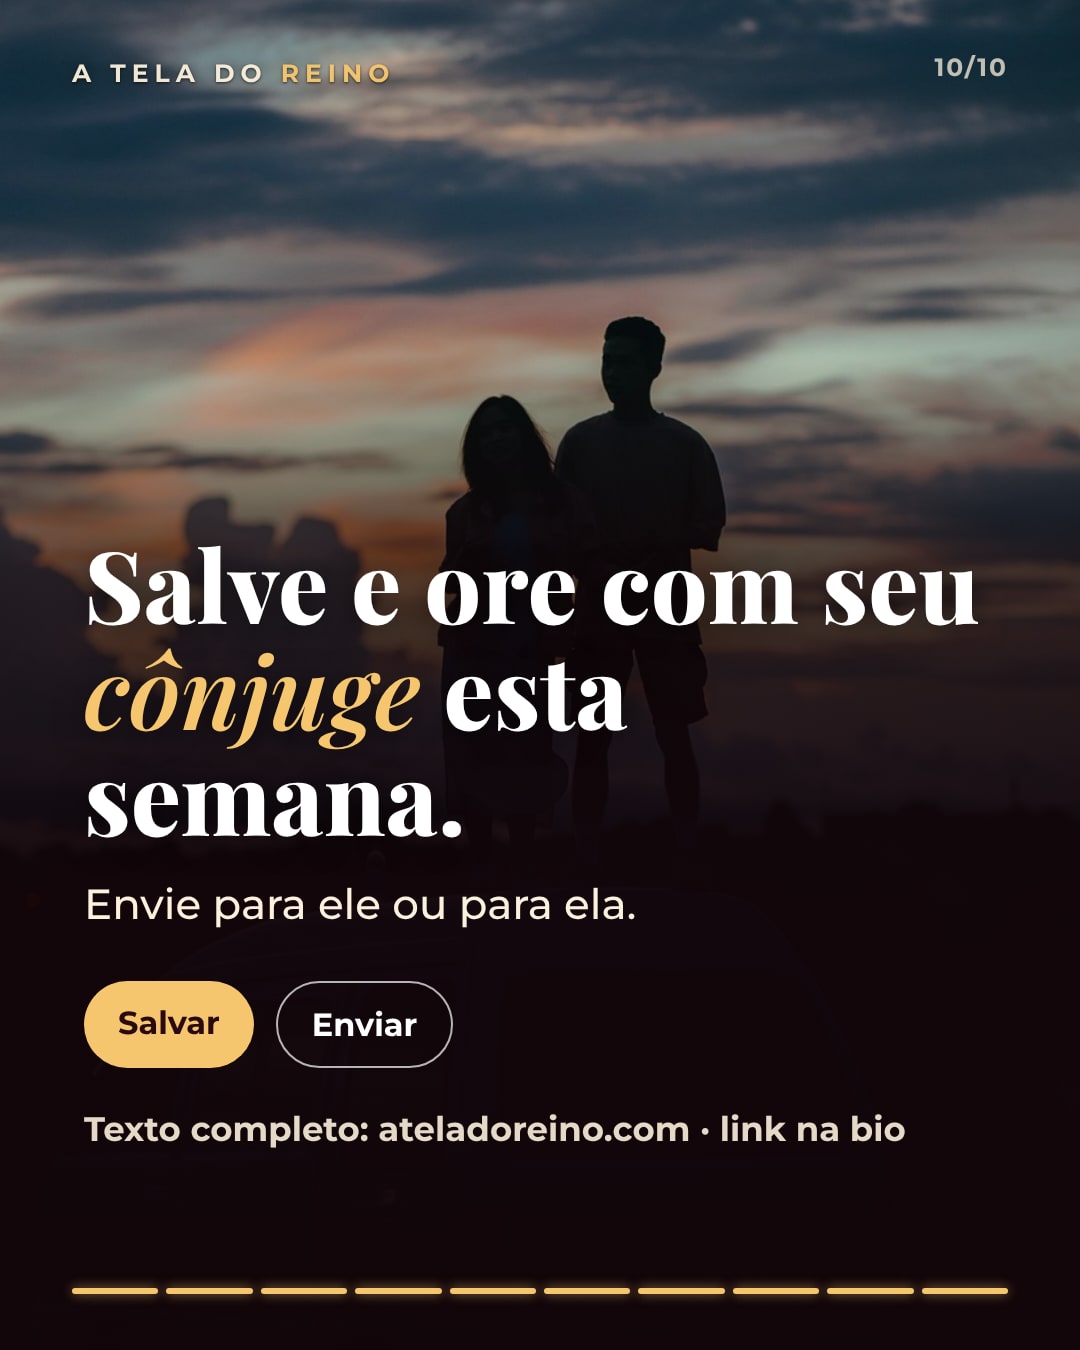 A TELA DO REINO
10/10
Salve e ore com seu
cônjuge esta
semana.
Envie para ele ou para ela.
Salvar
Enviar
Texto completo: ateladoreino.com · link na bio